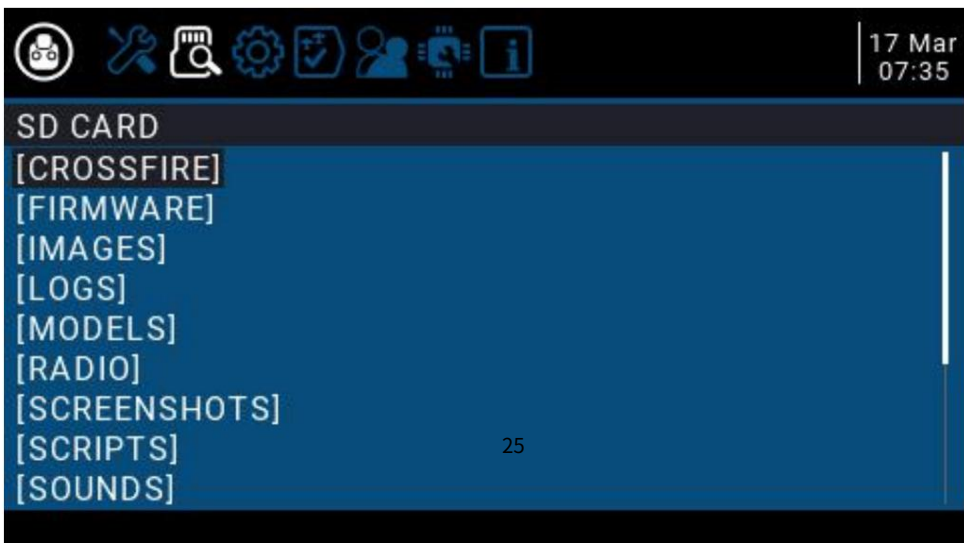 17 Mar
07:35
SD CARD
[CROSSFIRE]
[FIRMWARE]
[IMAGES]
[LOGS]
[MODELS]
[RADIO]
[SCREENSHOTS]
[SCRIPTS]
25
[SOUNDS]